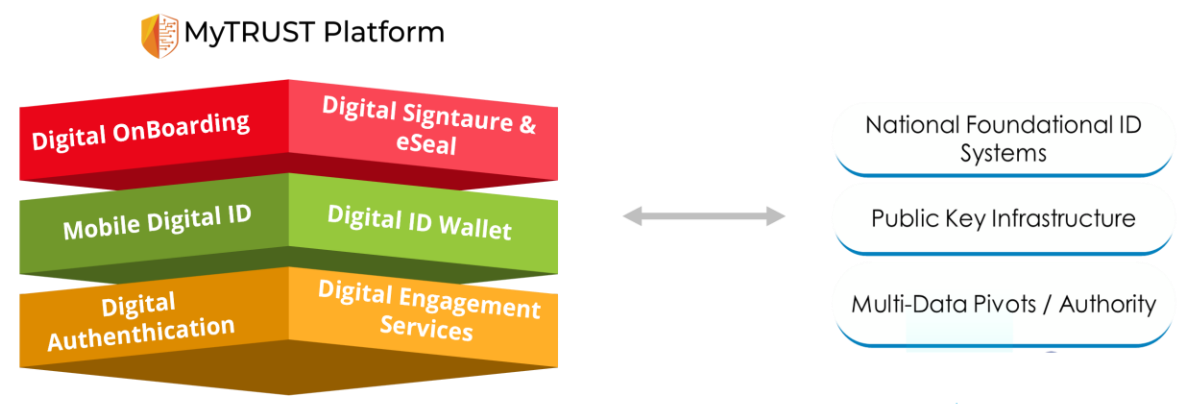 MyTRUST Platform
Digital OnBoarding
Digital Signtaure &
eSeal
Mobile Digital ID
Digital ID Wallet
Digital
Authenthication
Digital Engagement
Services
National Foundational ID
Systems
Public Key Infrastructure
Multi-Data Pivots / Authority